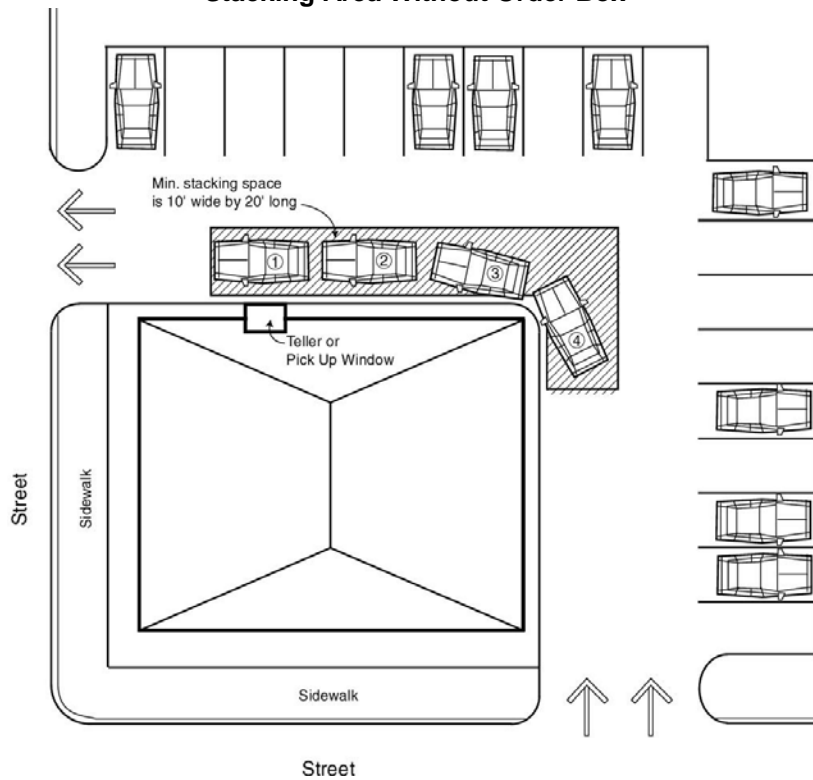 Stacking Area Without Order Box
Min. stacking space
is 10' wide by 20' long
①
②
③
④
Teller or
Pick Up Window
Street
Sidewalk
Sidewalk
Street